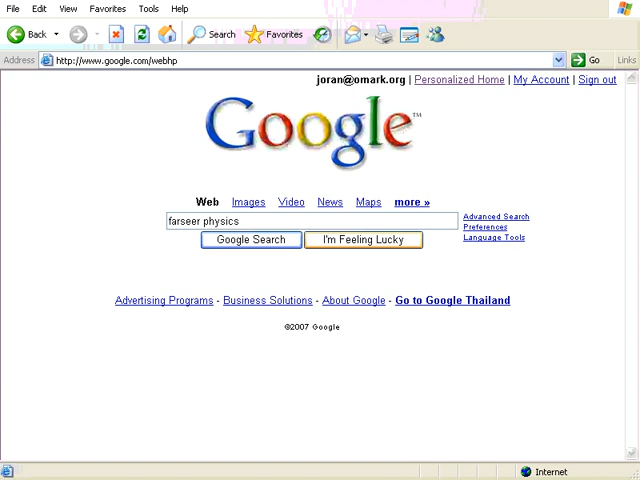 File Edit View Favorites Tools Help
Back Search Favorites
Address http://www.google.com/webhp Go Links
joran@omark.org | Personalized Home | My Account | Sign out
Google™
Web Images Video News Maps more »
farseer physics
Advanced Search
Preferences
Language Tools
Google Search I'm Feeling Lucky
Advertising Programs - Business Solutions - About Google - Go to Google Thailand
©2007 Google
Internet